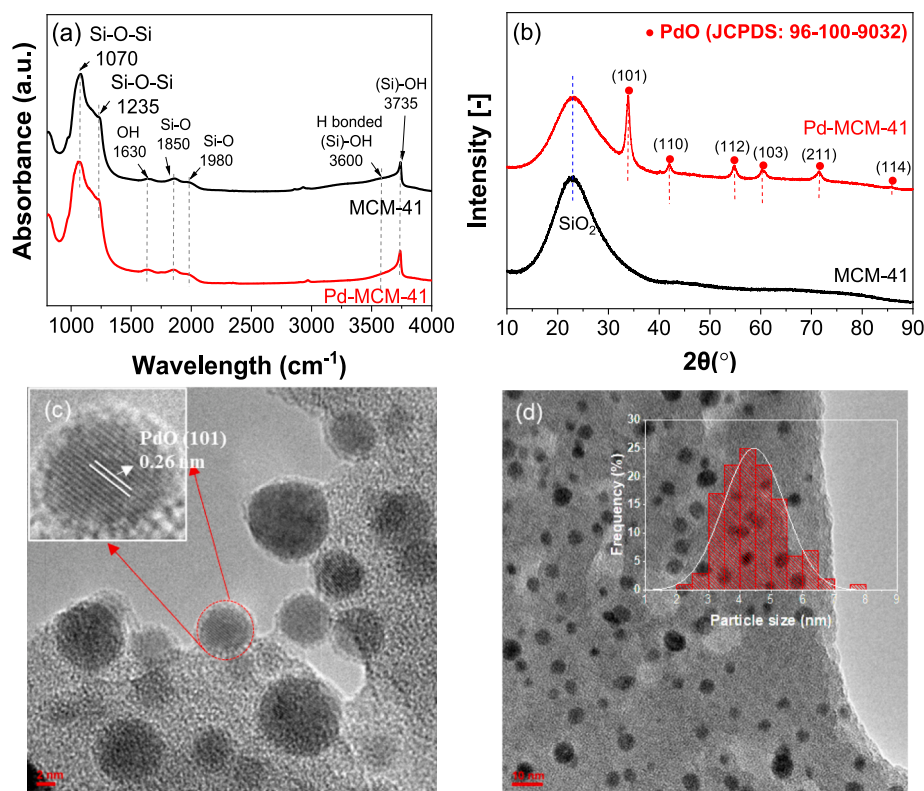 (a)
Si-O-Si
1070
Si-O-Si
1235
OH
1630
Si-O
1850
Si-O
1980
H bonded
(Si)-OH
3600
(Si)-OH
3735
MCM-41
Pd-MCM-41
Absorbance (a.u.)
1000 1500 2000 2500 3000 3500 4000
Wavelength (cm⁻¹)
(b)
PdO (JCPDS: 96-100-9032)
(101)
(110)
(112)
(103)
(211)
(114)
Pd-MCM-41
SiO₂
MCM-41
Intensity [-]
10 20 30 40 50 60 70 80 90
2θ(°)
(c)
PdO (101)
0.26 nm
(d)
30
25
20
15
10
5
0
Frequency (%)
1 2 3 4 5 6 7 8 9
Particle size (nm)